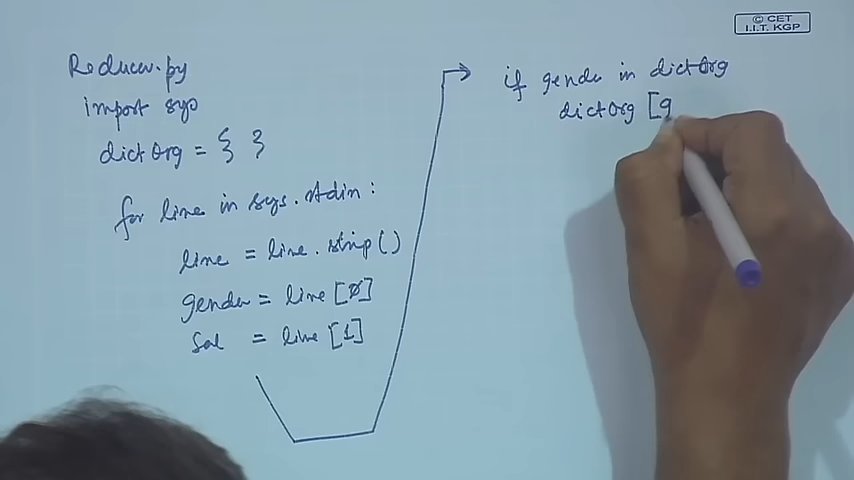 © CET
I.I.T. KGP
Reducer.py
import sys
dictOrg = { }
for line in sys.stdin:
line = line.strip()
gender = line [0]
Sal = line [1]
if gender in dictOrg
dictOrg [g